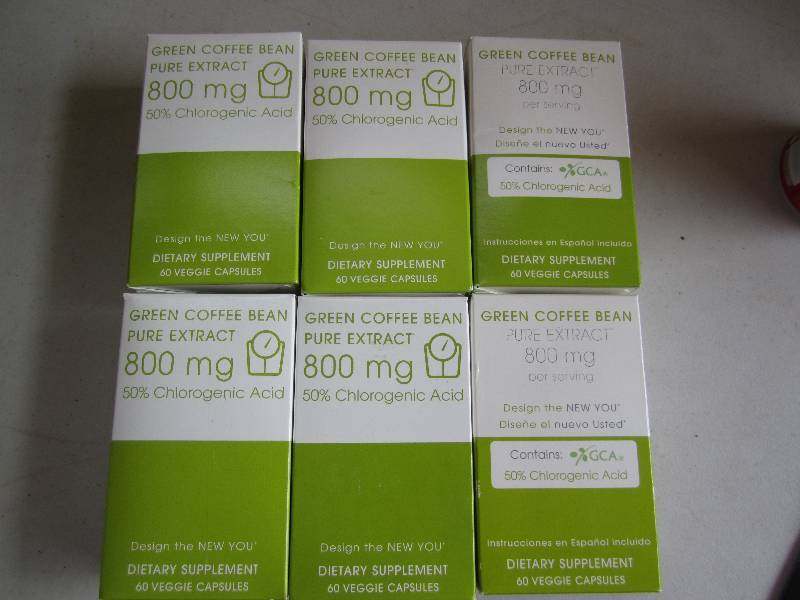 GREEN COFFEE BEAN
PURE EXTRACT
800 mg
50% Chlorogenic Acid
Design the NEW YOU*
DIETARY SUPPLEMENT
60 VEGGIE CAPSULES
GREEN COFFEE BEAN
PURE EXTRACT
800 mg
50% Chlorogenic Acid
Design the NEW YOU*
DIETARY SUPPLEMENT
60 VEGGIE CAPSULES
GREEN COFFEE BEAN
PURE EXTRACT
800 mg
per serving
Design the NEW YOU*
Diseñe el nuevo Usted*
Contains: GCA®
50% Chlorogenic Acid
Instrucciones en Español incluido
DIETARY SUPPLEMENT
60 VEGGIE CAPSULES
GREEN COFFEE BEAN
PURE EXTRACT
800 mg
50% Chlorogenic Acid
Design the NEW YOU*
DIETARY SUPPLEMENT
60 VEGGIE CAPSULES
GREEN COFFEE BEAN
PURE EXTRACT
800 mg
50% Chlorogenic Acid
Design the NEW YOU*
DIETARY SUPPLEMENT
60 VEGGIE CAPSULES
GREEN COFFEE BEAN
PURE EXTRACT
800 mg
per serving
Design the NEW YOU*
Diseñe el nuevo Usted*
Contains: GCA®
50% Chlorogenic Acid
Instrucciones en Español incluido
DIETARY SUPPLEMENT
60 VEGGIE CAPSULES